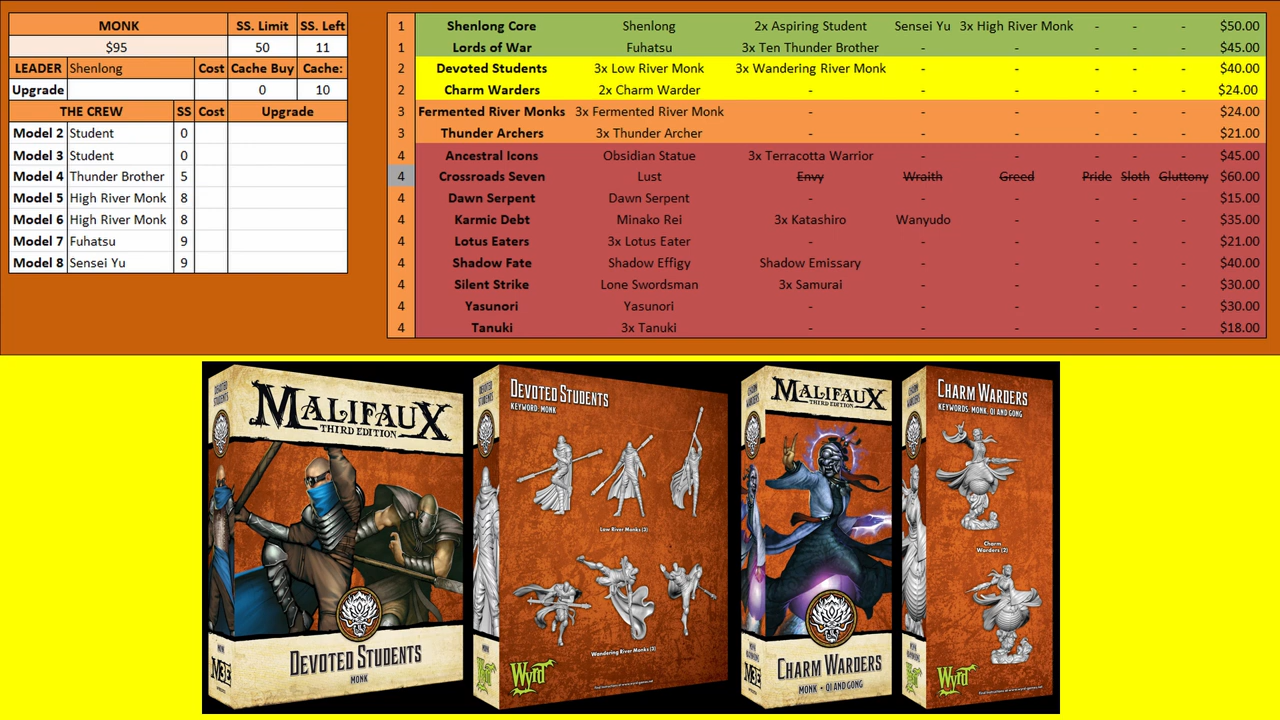 MONK SS. Limit SS. Left
$95 50 11
LEADER Shenlong Cost Cache Buy Cache:
Upgrade 0 10
THE CREW SS Cost Upgrade
Model 2 Student 0
Model 3 Student 0
Model 4 Thunder Brother 5
Model 5 High River Monk 8
Model 6 High River Monk 8
Model 7 Fuhatsu 9
Model 8 Sensei Yu 9
1 Shenlong Core Shenlong 2x Aspiring Student Sensei Yu 3x High River Monk - - - $50.00
1 Lords of War Fuhatsu 3x Ten Thunder Brother - - - - - $45.00
2 Devoted Students 3x Low River Monk 3x Wandering River Monk - - - - - $40.00
2 Charm Warders 2x Charm Warder - - - - - - $24.00
3 Fermented River Monks 3x Fermented River Monk - - - - - - $24.00
3 Thunder Archers 3x Thunder Archer - - - - - - $21.00
4 Ancestral Icons Obsidian Statue 3x Terracotta Warrior - - - - - $45.00
4 Crossroads Seven Lust Envy Wraith Greed Pride Sloth Gluttony $60.00
4 Dawn Serpent Dawn Serpent - - - - - - $15.00
4 Karmic Debt Minako Rei 3x Katashiro Wanyudo - - - - $35.00
4 Lotus Eaters 3x Lotus Eater - - - - - - $21.00
4 Shadow Fate Shadow Effigy Shadow Emissary - - - - - $40.00
4 Silent Strike Lone Swordsman 3x Samurai - - - - - $30.00
4 Yasunori Yasunori - - - - - - $30.00
4 Tanuki 3x Tanuki - - - - - - $18.00
DEVOTED STUDENTS
MALIFAUX
THIRD EDITION
DEVOTED STUDENTS
MONK
M3E
DEVOTED STUDENTS
DEVOTED STUDENTS
KEYWORD: MONK
Low River Monks (3)
Wandering River Monks (3)
Wyrd
CHARM WARDERS
MALIFAUX
THIRD EDITION
CHARM WARDERS
MONK • QI AND GONG
M3E
CHARM WARDERS
CHARM WARDERS
KEYWORDS: MONK, QI AND GONG
Charm
Warders (2)
Wyrd